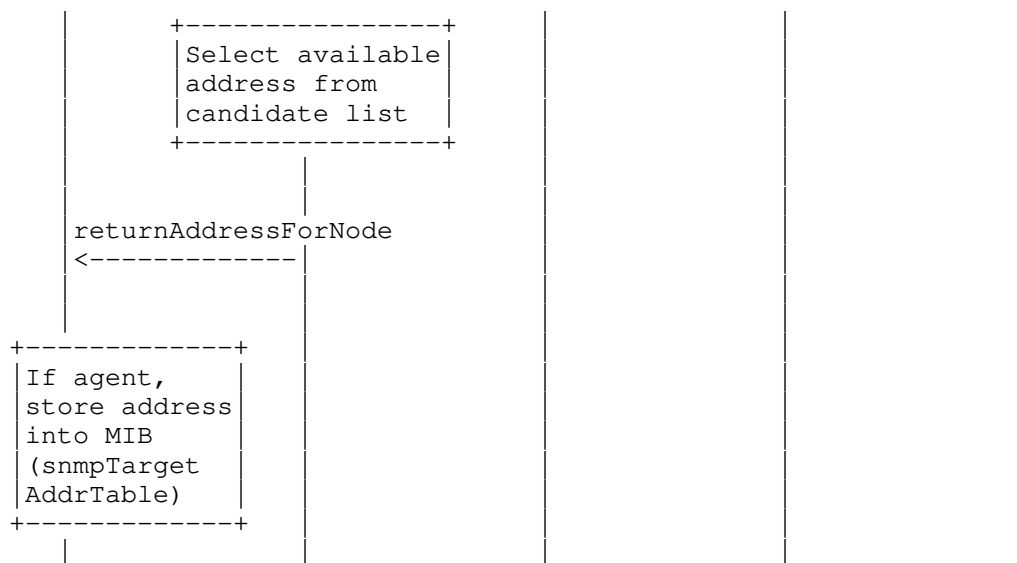 Select available
address from
candidate list
returnAddressForNode
If agent,
store address
into MIB
(snmpTarget
AddrTable)